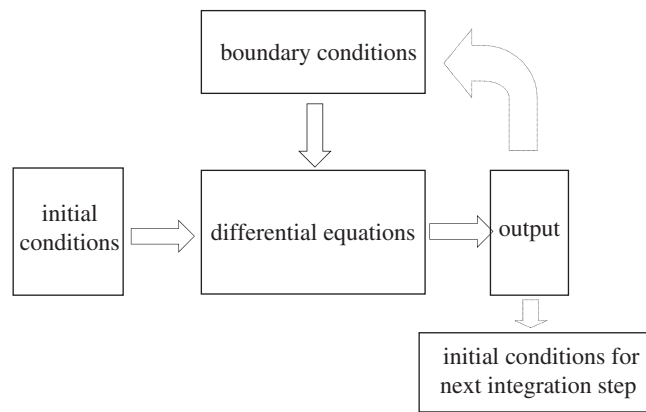 boundary conditions
initial
conditions
differential equations
output
initial conditions for
next integration step